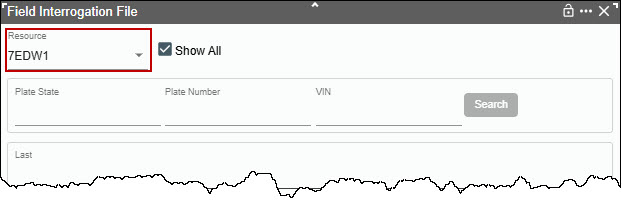 Field Interrogation File
Resource
7EDW1
Show All
Plate State
Plate Number
VIN
Search
Last